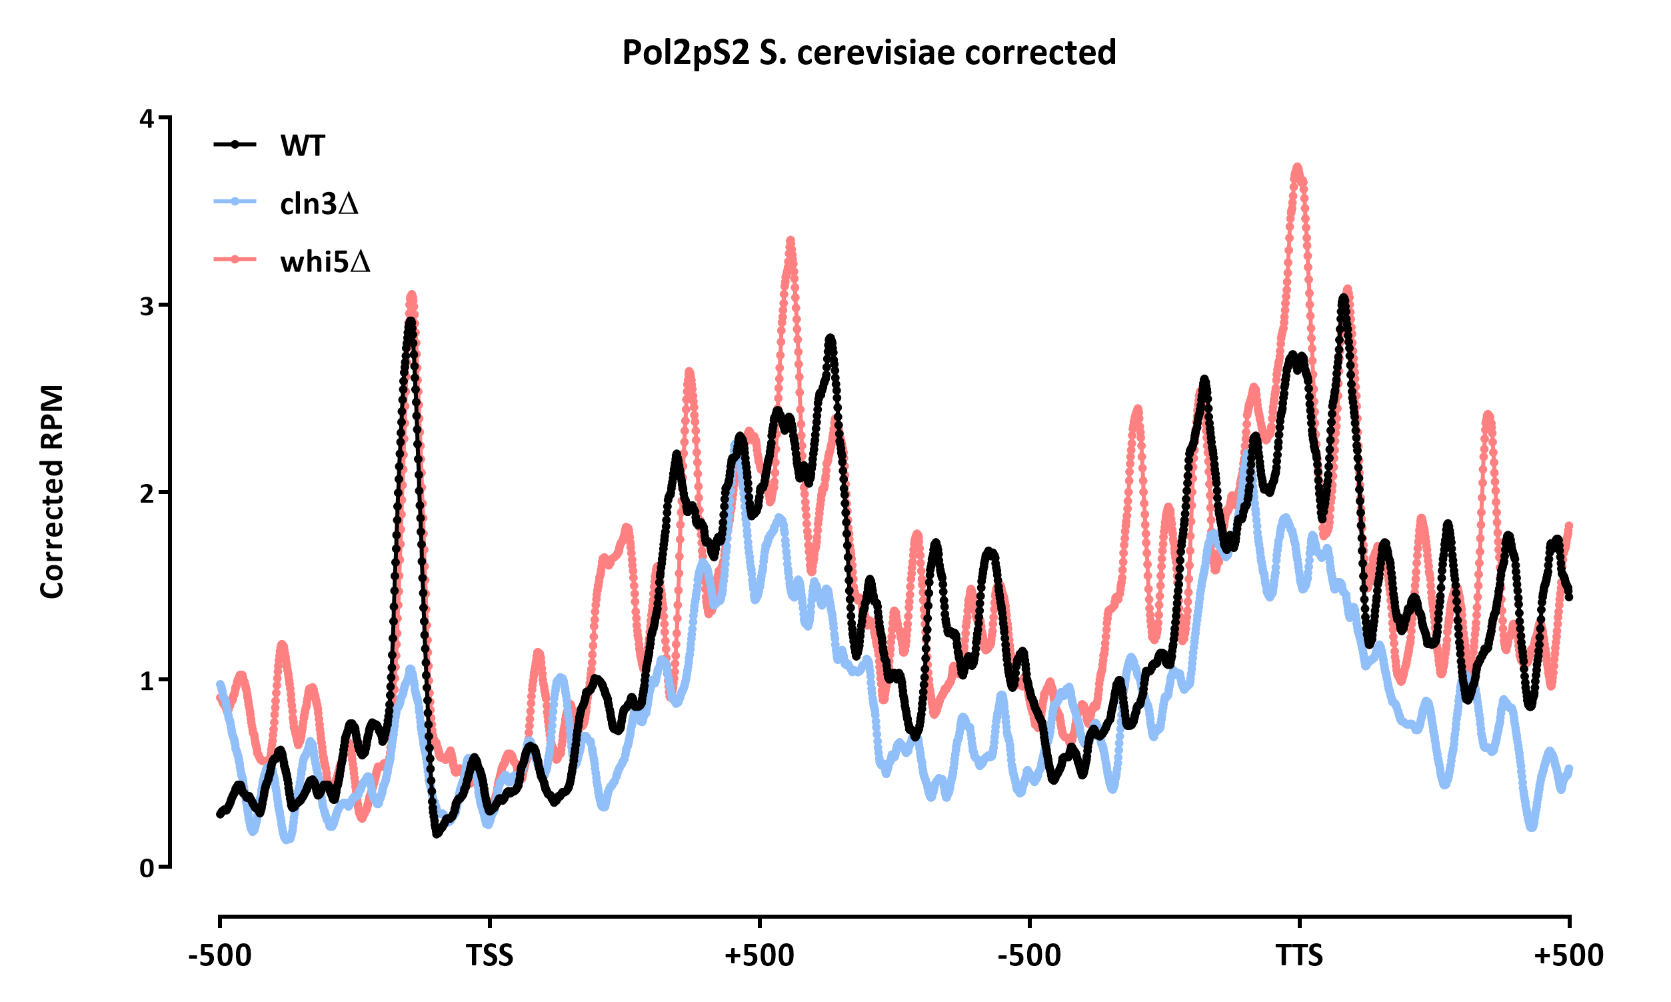 Pol2pS2 S. cerevisiae corrected
4
WT
cln3Δ
whi5Δ
3
Corrected RPM
2
1
0
-500 TSS +500 -500 TTS +500